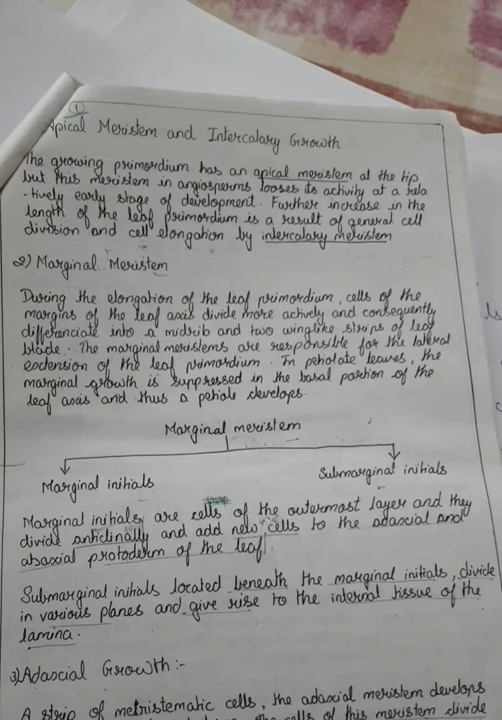 ①
Apical Meristem and Intercalary Growth
The growing primordium has an apical meristem at the tip
but this meristem in angiosperms looses its activity at a rela
-tively early stage of development. Further increase in the
length of the leaf primordium is a result of general cell
division and cell elongation by intercalary meristem
2) Marginal Meristem
During the elongation of the leaf primordium, cells of the
margins of the leaf axis divide more actively and consequently
differenciate into a midrib and two winglike strips of leaf
blade. The marginal meristems are responsible for the lateral
extension of the leaf primordium. In petiolate leaves, the
marginal growth is suppressed in the basal portion of the
leaf axis and thus a petiole develops.
Marginal meristem
Marginal initials
Submarginal initials
Marginal initials are cells of the outermost layer and they
divide anticlinally and add new cells to the adaxial and
abaxial protoderm of the leaf.
Submarginal initials located beneath the marginal initials, divide
in various planes and give rise to the internal tissue of the
lamina.
3) Adaxial Growth:-
A strip of metristematic cells, the adaxial meristem develops
cells of this meristem divide